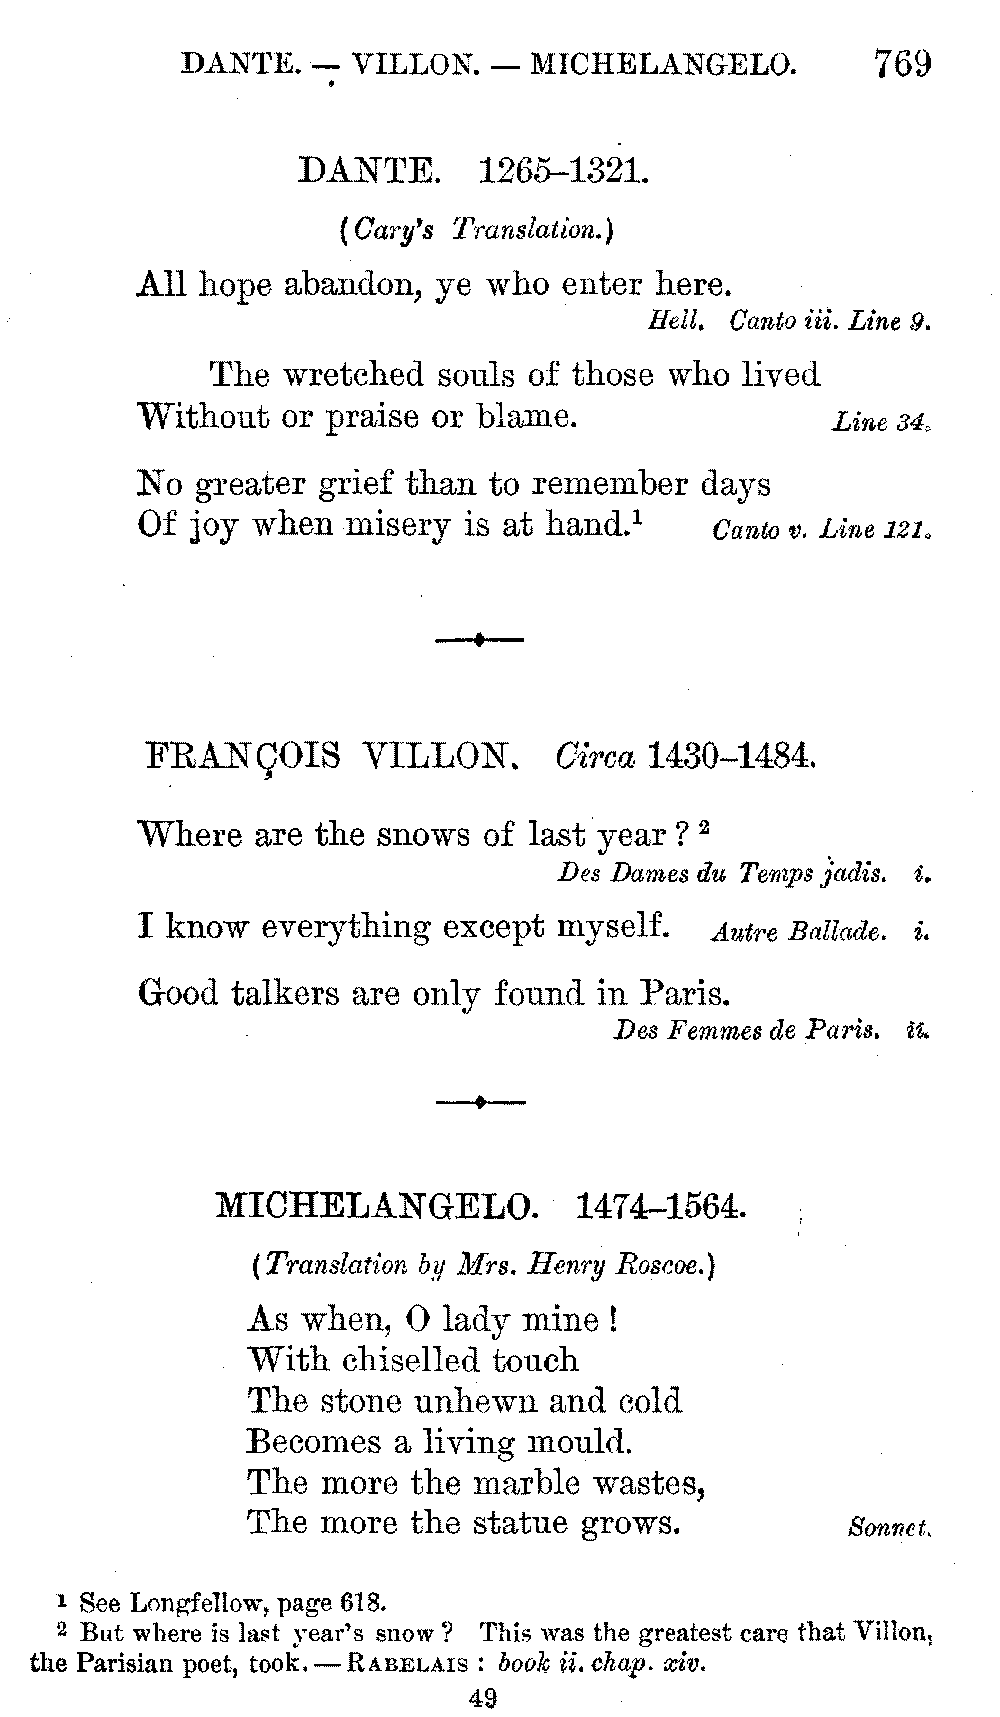 DANTE. — VILLON. — MICHELANGELO. 769
DANTE. 1265–1321.
(Cary's Translation.)
All hope abandon, ye who enter here.
Hell. Canto iii. Line 9.
The wretched souls of those who lived
Without or praise or blame. Line 34.
No greater grief than to remember days
Of joy when misery is at hand.¹ Canto v. Line 121.
FRANÇOIS VILLON. Circa 1430–1484.
Where are the snows of last year?²
Des Dames du Temps jadis. i.
I know everything except myself. Autre Ballade. i.
Good talkers are only found in Paris.
Des Femmes de Paris. ii.
MICHELANGELO. 1474–1564.
(Translation by Mrs. Henry Roscoe.)
As when, O lady mine!
With chiselled touch
The stone unhewn and cold
Becomes a living mould.
The more the marble wastes,
The more the statue grows. Sonnet.
¹ See Longfellow, page 618.
² But where is last year's snow? This was the greatest care that Villon,
the Parisian poet, took. — RABELAIS: book ii. chap. xiv.
49